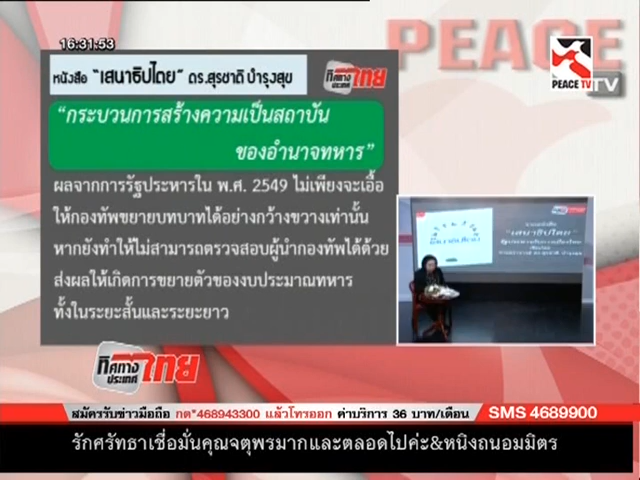 PEACE
16:31:53
หนังสือ "เสนาธิปไตย" ดร.สุรชาติ บำรุงสุข
ทิศทาง
ประเทศ
ไทย
PEACE TV
TV
"กระบวนการสร้างความเป็นสถาบัน
ของอำนาจทหาร"
ผลจากการรัฐประหารใน พ.ศ. 2549 ไม่เพียงจะเอื้อ
ให้กองทัพขยายบทบาทได้อย่างกว้างขวางเท่านั้น
หากยังทำให้ไม่สามารถตรวจสอบผู้นำกองทัพได้ด้วย
ส่งผลให้เกิดการขยายตัวของงบประมาณทหาร
ทั้งในระยะสั้นและระยะยาว
"เสนาธิปไตย"
ทิศทาง
ประเทศ
ไทย
สมัครรับข่าวมือถือ กด*468943300 แล้วโทรออก ค่าบริการ 36 บาท/เดือน SMS 4689900
รักศรัทธาเชื่อมั่นคุณจตุพรมากและตลอดไปค่ะ&หนิงถนอมมิตร